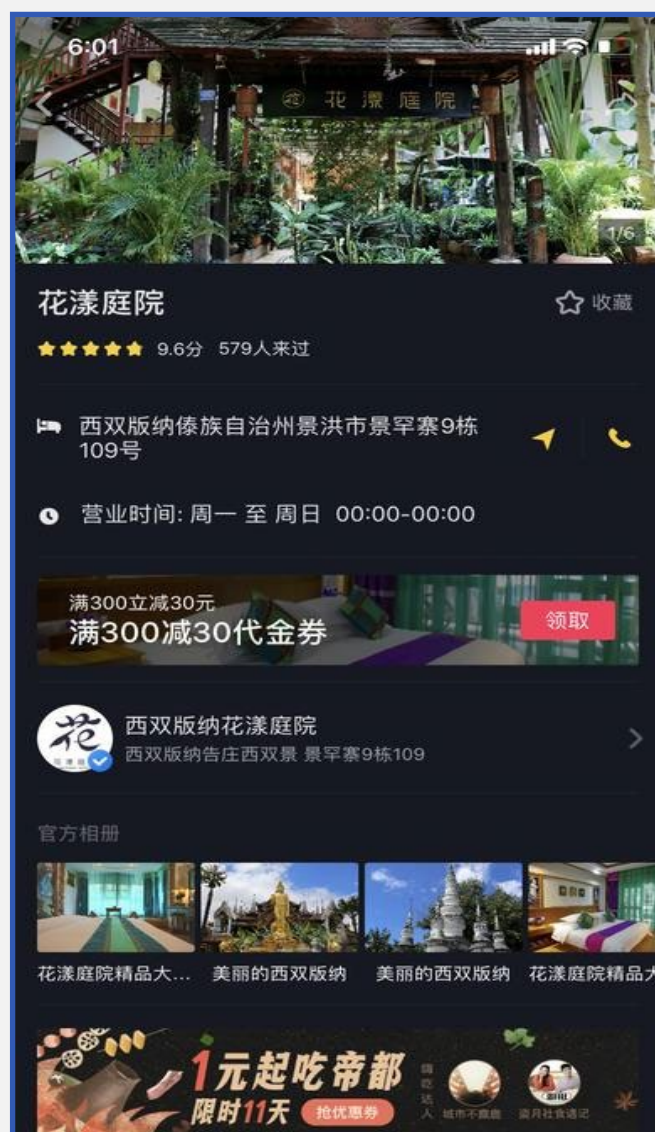 6:01
花漾庭院
1/6
花漾庭院
收藏
9.6分 579人来过
西双版纳傣族自治州景洪市景罕寨9栋
109号
营业时间: 周一 至 周日 00:00-00:00
满300立减30元
满300减30代金券
领取
花
西双版纳花漾庭院
西双版纳告庄西双景 景罕寨9栋109
官方相册
花漾庭院精品大...
美丽的西双版纳
美丽的西双版纳
花漾庭院精品大
1元起吃帝都
限时11天
抢优惠券
嗨吃达人
城市不麋鹿